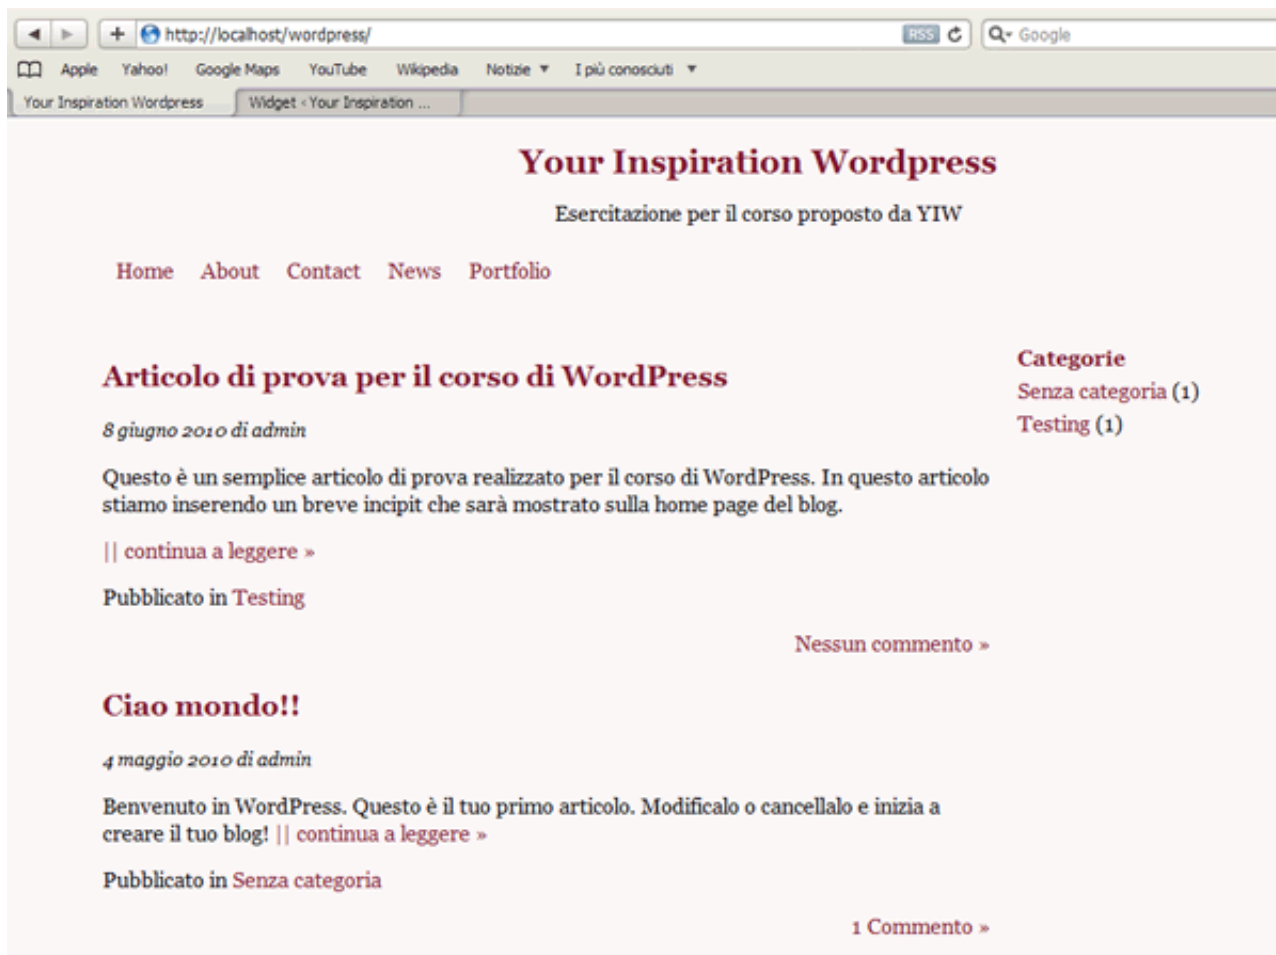 http://localhost/wordpress/ RSS Google
Apple Yahoo! Google Maps YouTube Wikipedia Notizie I più conosciuti
Your Inspiration Wordpress Widget ‹ Your Inspiration ...
Your Inspiration Wordpress
Esercitazione per il corso proposto da YIW
Home About Contact News Portfolio
Articolo di prova per il corso di WordPress
8 giugno 2010 di admin
Questo è un semplice articolo di prova realizzato per il corso di WordPress. In questo articolo
stiamo inserendo un breve incipit che sarà mostrato sulla home page del blog.
|| continua a leggere »
Pubblicato in Testing
Nessun commento »
Ciao mondo!!
4 maggio 2010 di admin
Benvenuto in WordPress. Questo è il tuo primo articolo. Modificalo o cancellalo e inizia a
creare il tuo blog! || continua a leggere »
Pubblicato in Senza categoria
1 Commento »
Categorie
Senza categoria (1)
Testing (1)